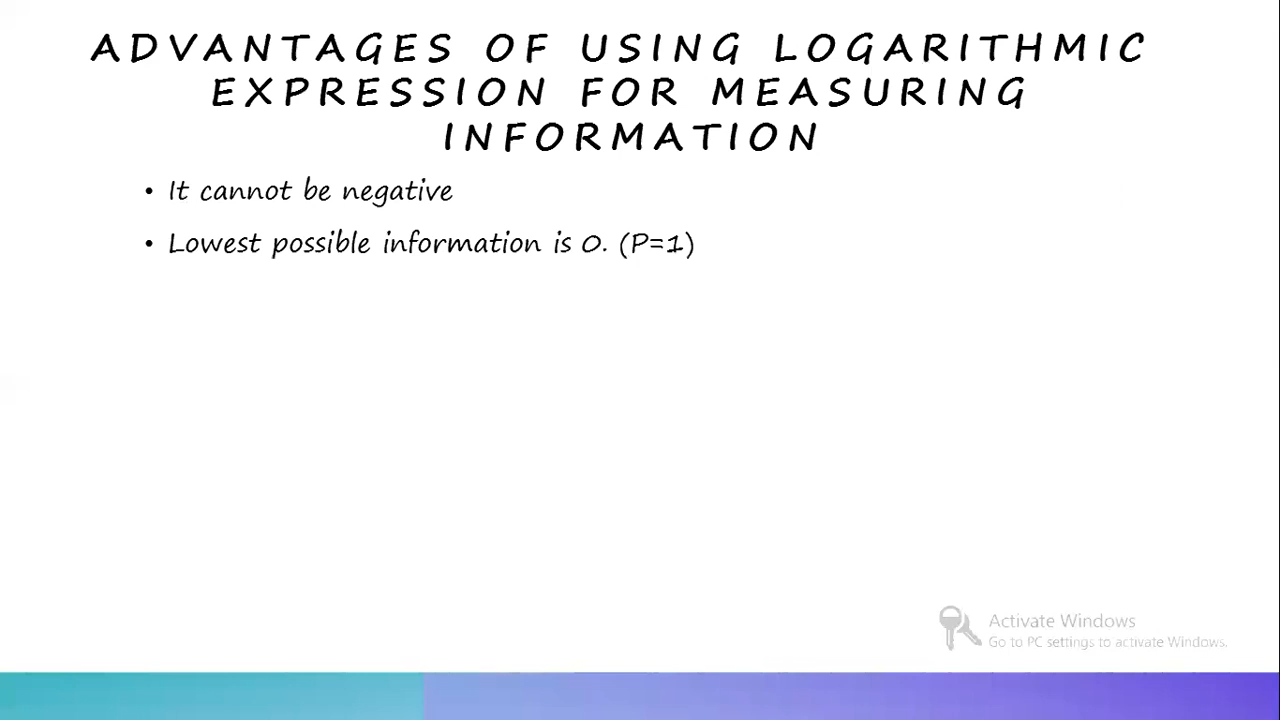 ADVANTAGES OF USING LOGARITHMIC
EXPRESSION FOR MEASURING
INFORMATION
• It cannot be negative
• Lowest possible information is 0. (P=1)
Activate Windows
Go to PC settings to activate Windows.